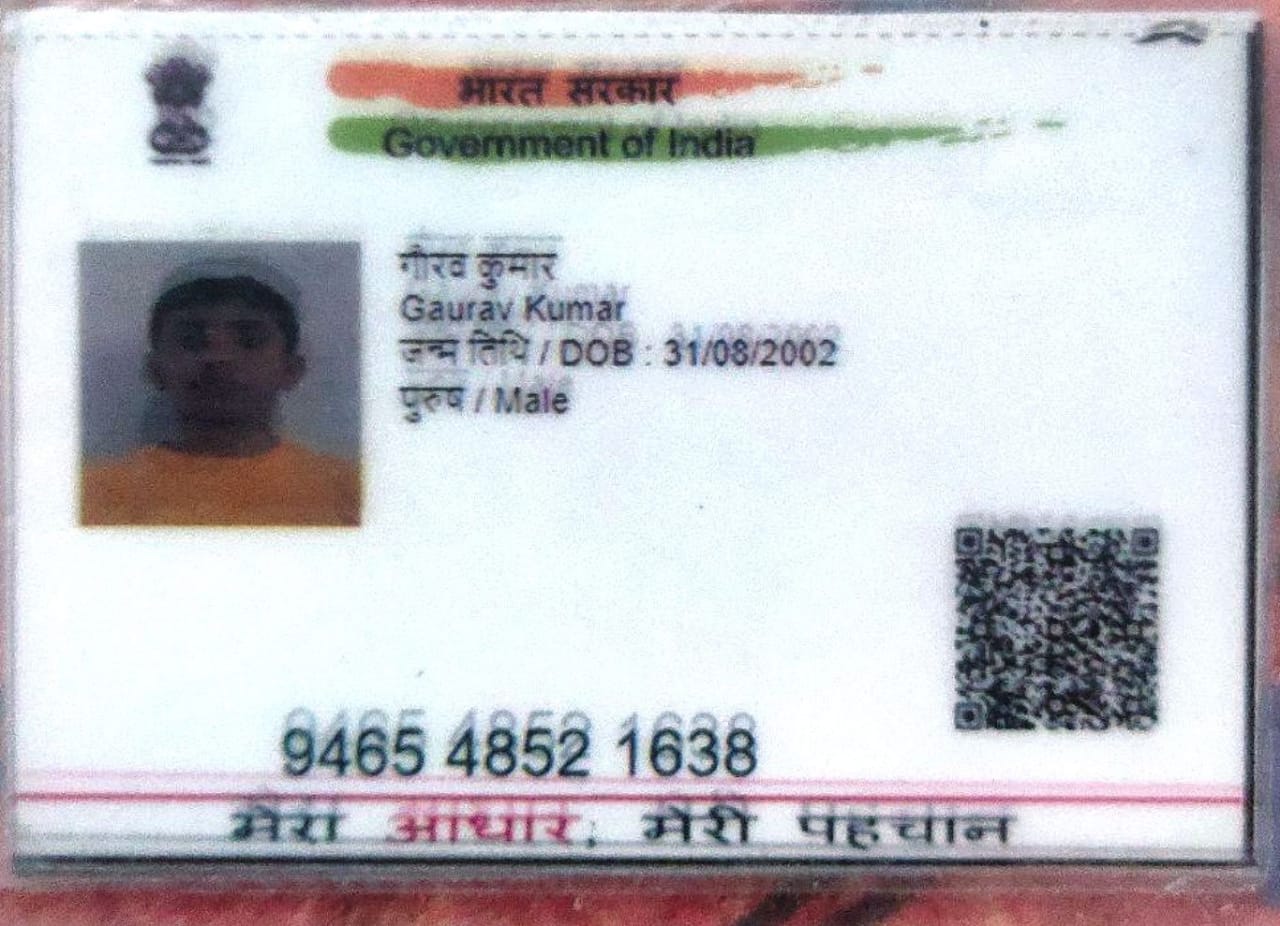 भारत सरकार
Government of India
गौरव कुमार
Gaurav Kumar
जन्म तिथि / DOB : 31/08/2002
पुरुष / Male
9465 4852 1638
मेरा आधार, मेरी पहचान